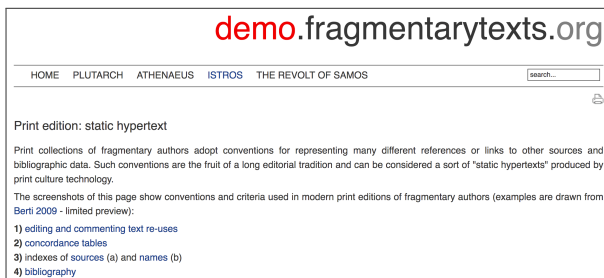 demo.fragmentarytexts.org
HOME PLUTARCH ATHENAEUS ISTROS THE REVOLT OF SAMOS search...
Print edition: static hypertext
Print collections of fragmentary authors adopt conventions for representing many different references or links to other sources and
bibliographic data. Such conventions are the fruit of a long editorial tradition and can be considered a sort of "static hypertexts" produced by
print culture technology.
The screenshots of this page show conventions and criteria used in modern print editions of fragmentary authors (examples are drawn from
Berti 2009 - limited preview):
1) editing and commenting text re-uses
2) concordance tables
3) indexes of sources (a) and names (b)
4) bibliography